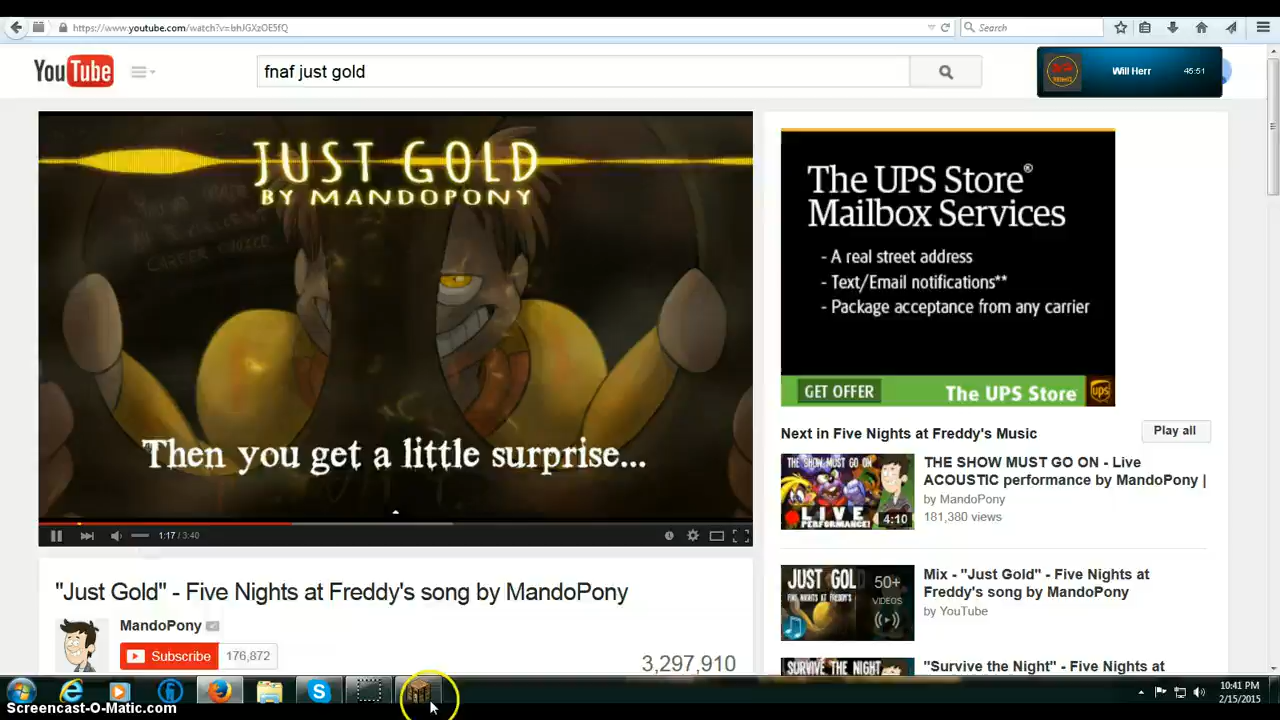 https://www.youtube.com/watch?v=bhJGXzOE5fQ
Search
YouTube
fnaf just gold
Will Herr
45:51
JUST GOLD
BY MANDOPONY
Then you get a little surprise...
1:17 / 3:40
"Just Gold" - Five Nights at Freddy's song by MandoPony
MandoPony
Subscribe
176,872
3,297,910
The UPS Store®
Mailbox Services
- A real street address
- Text/Email notifications**
- Package acceptance from any carrier
GET OFFER
The UPS Store
ups
Next in Five Nights at Freddy's Music
Play all
THE SHOW MUST GO ON
LIVE
PERFORMANCE!
4:10
THE SHOW MUST GO ON - Live
ACOUSTIC performance by MandoPony |
by MandoPony
181,380 views
JUST GOLD
50+
VIDEOS
Mix - "Just Gold" - Five Nights at
Freddy's song by MandoPony
by YouTube
SURVIVE THE NIGHT
"Survive the Night" - Five Nights at
10:41 PM
2/15/2015
Screencast-O-Matic.com